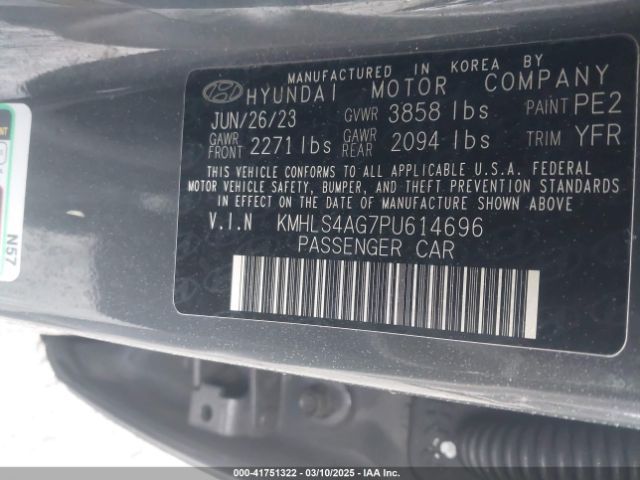 MANUFACTURED IN KOREA BY
HYUNDAI MOTOR COMPANY
JUN/26/23 GVWR 3858 lbs PAINT PE2
GAWR FRONT 2271 lbs GAWR REAR 2094 lbs TRIM YFR
THIS VEHICLE CONFORMS TO ALL APPLICABLE U.S.A. FEDERAL
MOTOR VEHICLE SAFETY, BUMPER, AND THEFT PREVENTION STANDARDS
IN EFFECT ON THE DATE OF MANUFACTURE SHOWN ABOVE
V.I.N KMHLS4AG7PU614696
PASSENGER CAR
N57
000-41751322 - 03/10/2025 - IAAI.COM